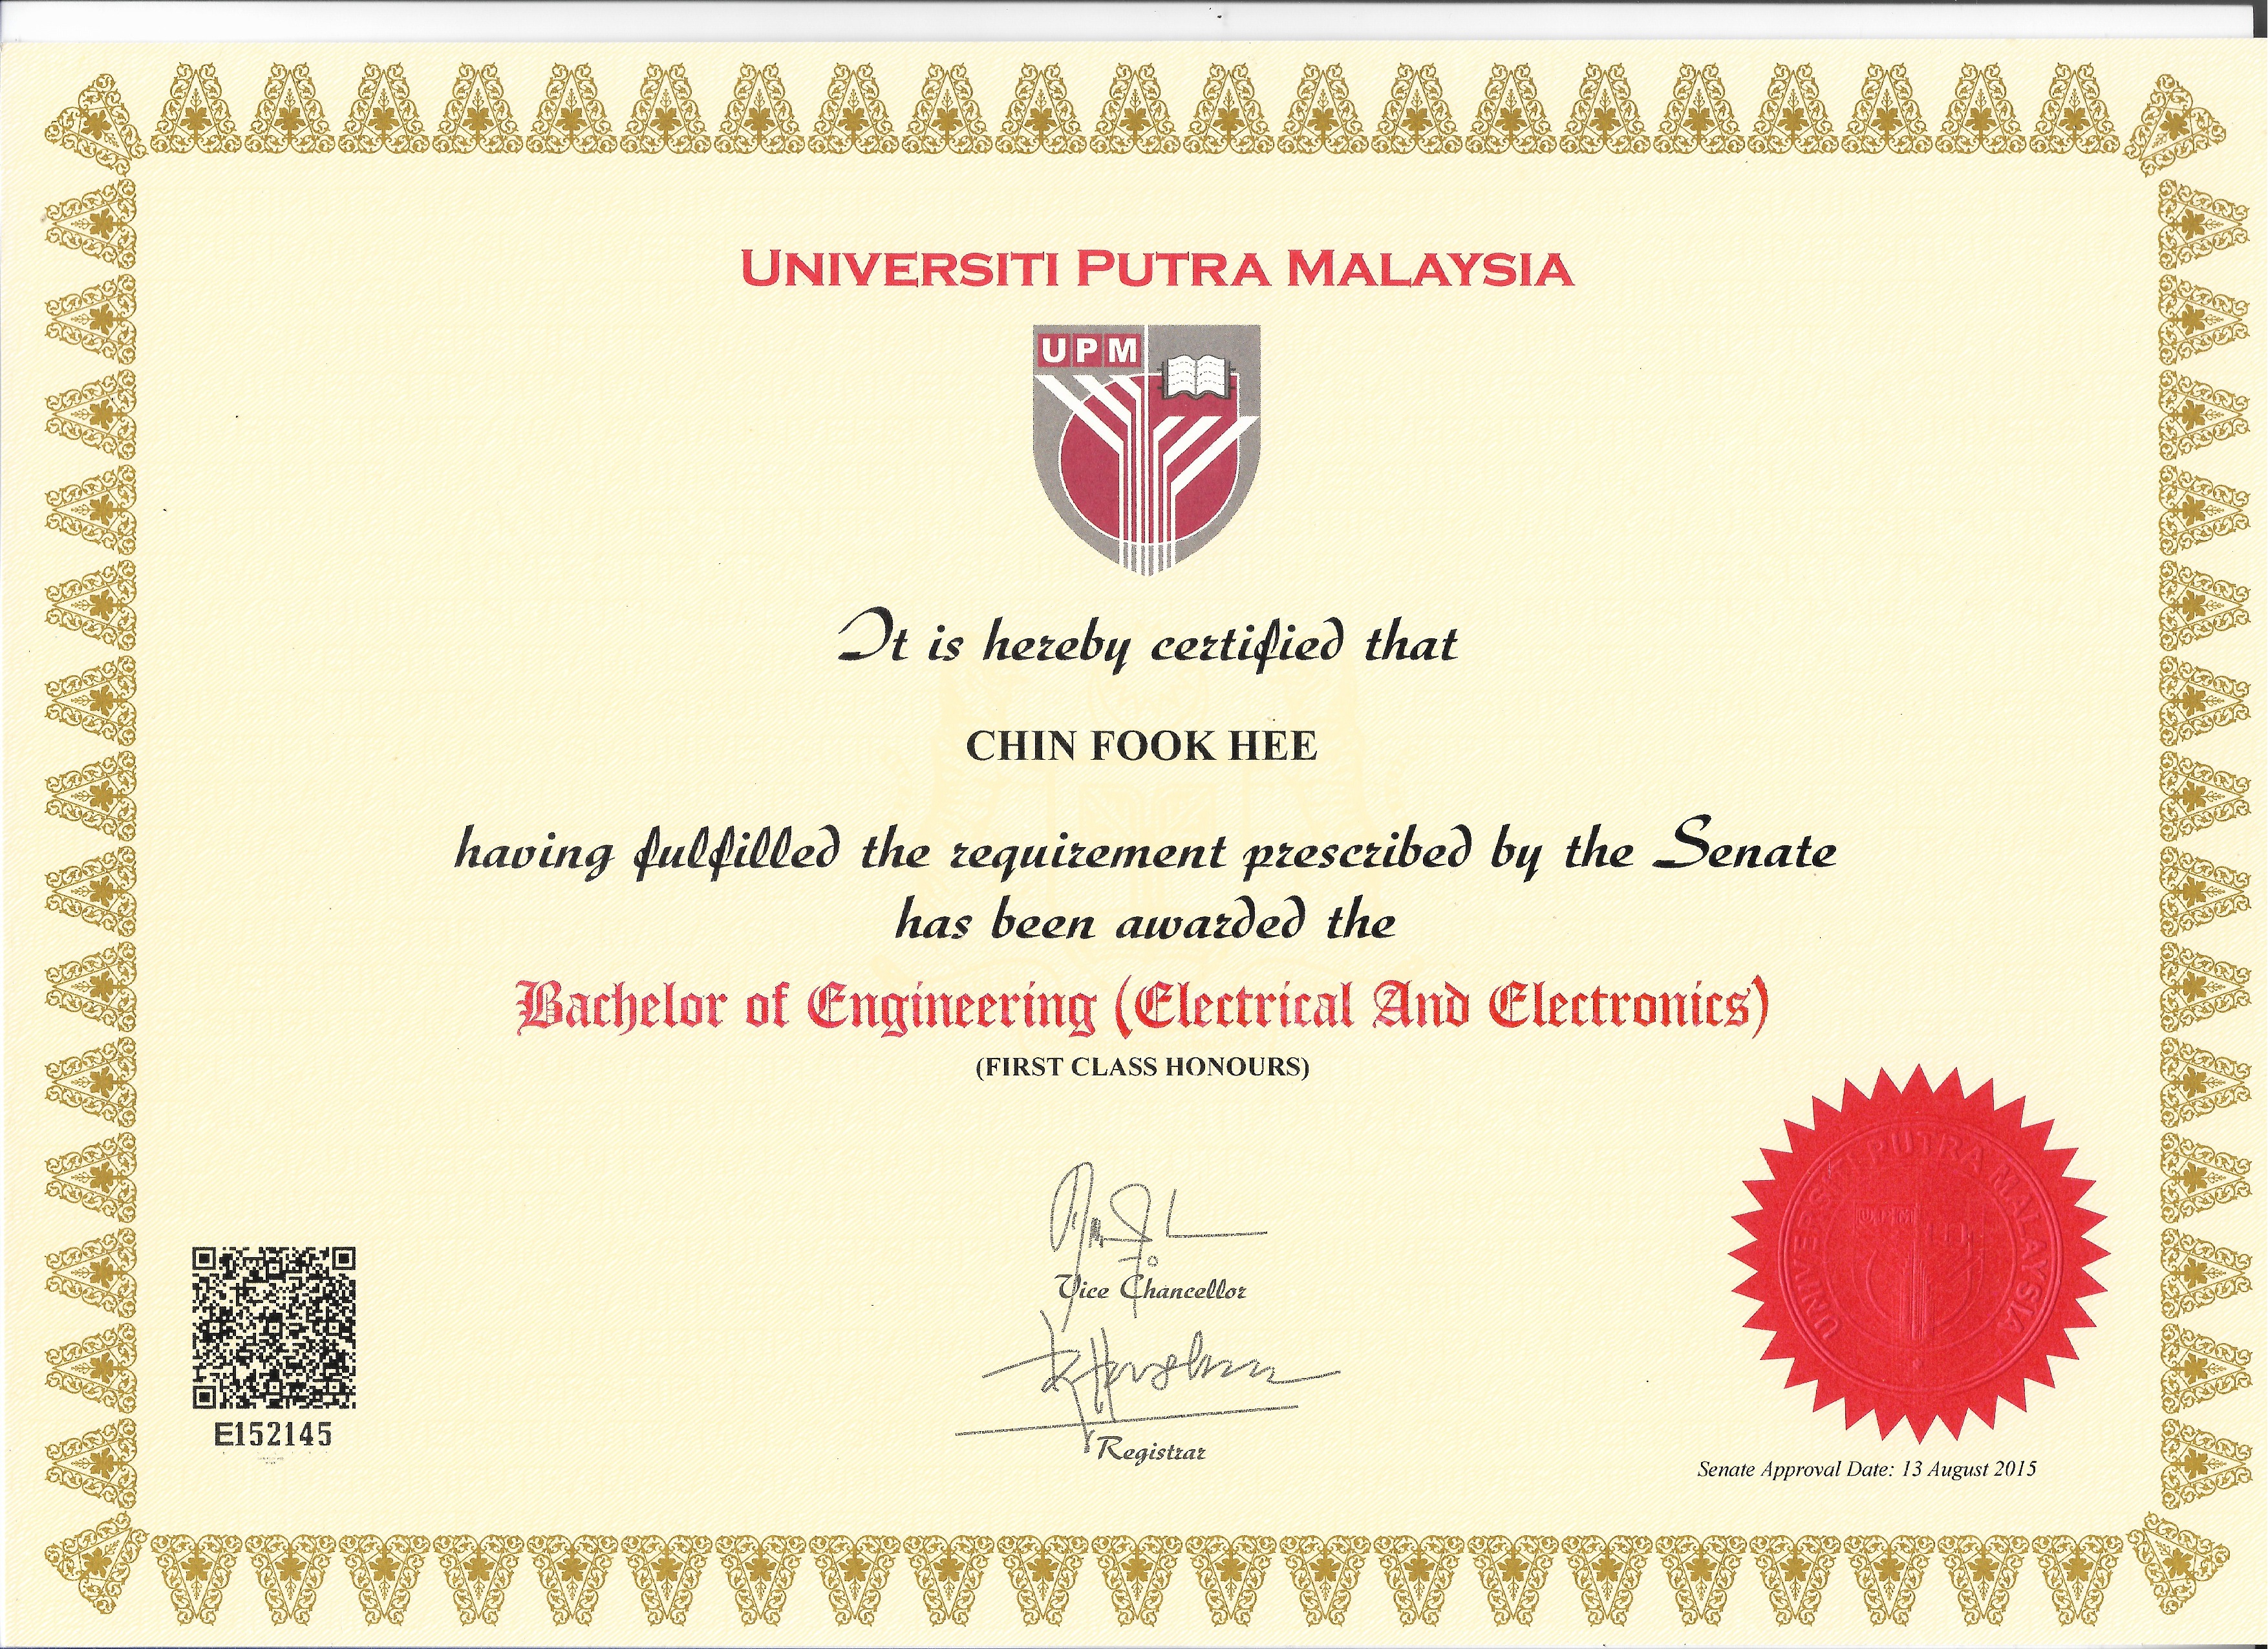 UNIVERSITI PUTRA MALAYSIA
UPM
It is hereby certified that
CHIN FOOK HEE
having fulfilled the requirement prescribed by the Senate
has been awarded the
Bachelor of Engineering (Electrical And Electronics)
(FIRST CLASS HONOURS)
Vice Chancellor
Registrar
E152145
UNIVERSITI PUTRA MALAYSIA
UPM
Senate Approval Date: 13 August 2015